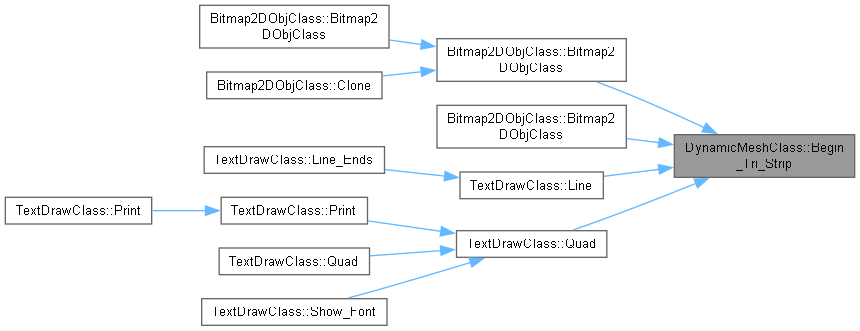 Bitmap2DObjClass::Bitmap2
DObjClass
Bitmap2DObjClass::Clone
Bitmap2DObjClass::Bitmap2
DObjClass
Bitmap2DObjClass::Bitmap2
DObjClass
DynamicMeshClass::Begin
_Tri_Strip
TextDrawClass::Line_Ends
TextDrawClass::Line
TextDrawClass::Print
TextDrawClass::Print
TextDrawClass::Quad
TextDrawClass::Quad
TextDrawClass::Show_Font